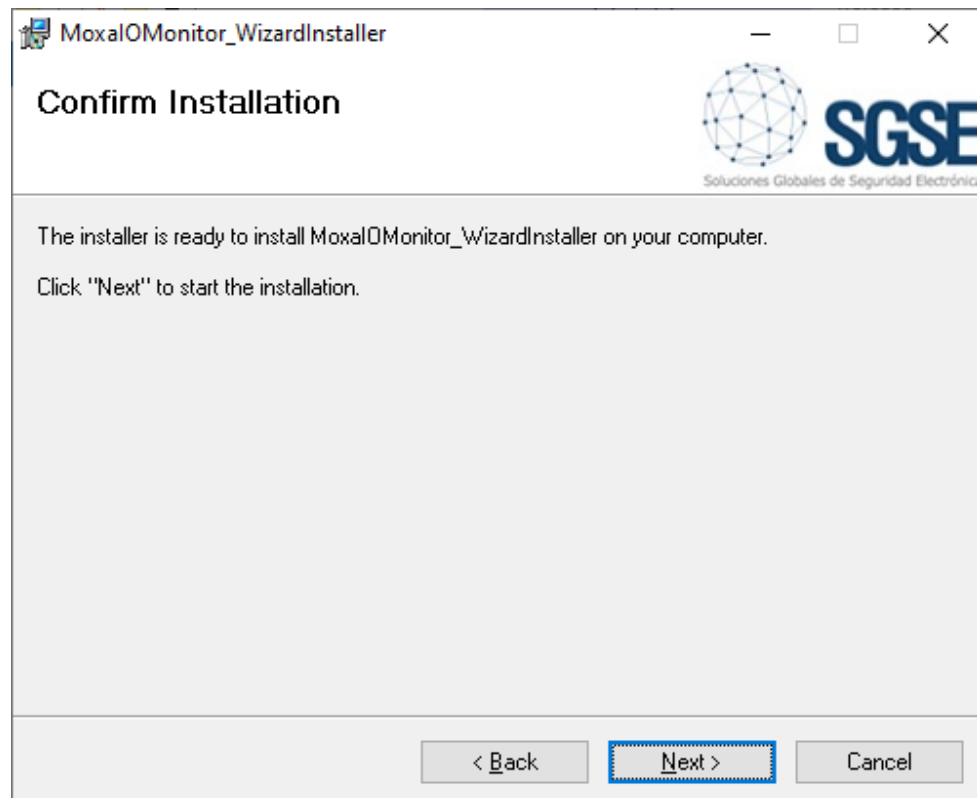 MoxaIOMonitor_WizardInstaller
Confirm Installation
SGSE
Soluciones Globales de Seguridad Electrónica
The installer is ready to install MoxaIOMonitor_WizardInstaller on your computer.
Click "Next" to start the installation.
< Back
Next >
Cancel